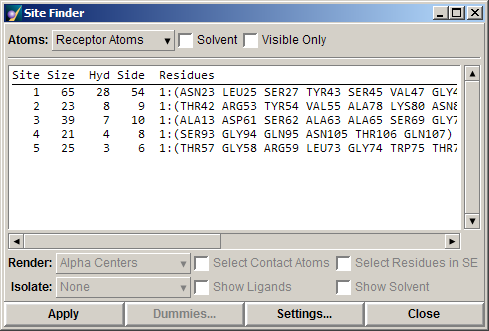 Site Finder
Atoms: Receptor Atoms Solvent Visible Only
Site Size Hyd Side Residues
1 65 28 54 1:(ASN23 LEU25 SER27 TYR43 SER45 VAL47 GLY4
2 23 8 9 1:(THR42 ARG53 TYR54 VAL55 ALA78 LYS80 ASN8
3 39 7 10 1:(ALA13 ASP61 SER62 ALA63 ALA65 SER69 GLY7
4 21 4 8 1:(SER93 GLY94 GLN95 ASN105 THR106 GLN107)
5 25 3 6 1:(THR57 GLY58 ARG59 LEU73 GLY74 TRP75 THR7
Render: Alpha Centers Select Contact Atoms Select Residues in SE
Isolate: None Show Ligands Show Solvent
Apply Dummies... Settings... Close